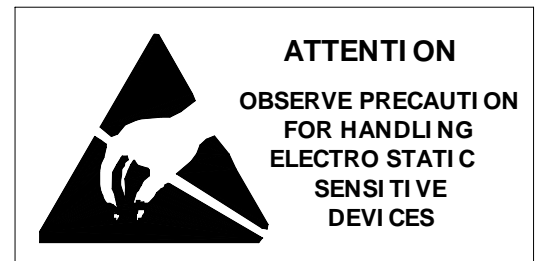 ATTENTION
OBSERVE PRECAUTION
FOR HANDLING
ELECTRO STATIC
SENSITIVE
DEVICES